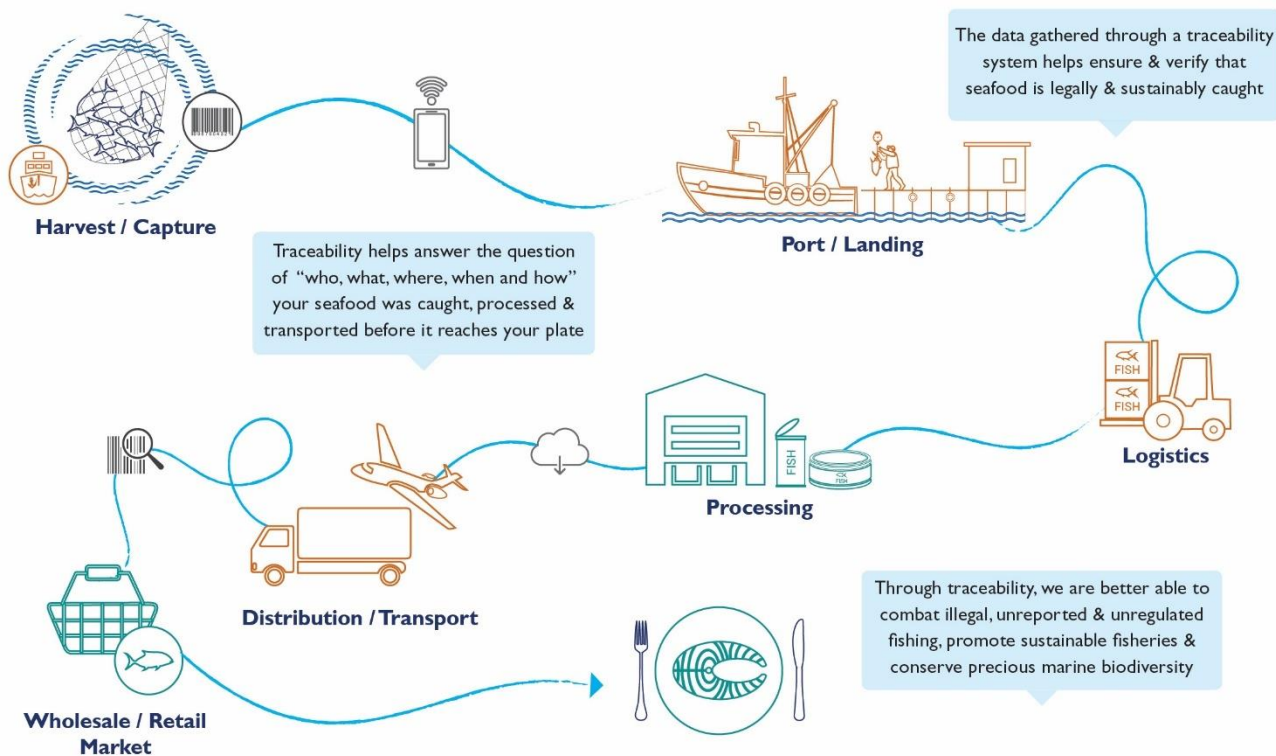 The data gathered through a traceability
system helps ensure & verify that
seafood is legally & sustainably caught
Harvest / Capture
Port / Landing
Traceability helps answer the question
of “who, what, where, when and how”
your seafood was caught, processed &
transported before it reaches your plate
FISH
FISH
Logistics
FISH
FISH
Processing
Distribution / Transport
Through traceability, we are better able to
combat illegal, unreported & unregulated
fishing, promote sustainable fisheries &
conserve precious marine biodiversity
Wholesale / Retail
Market